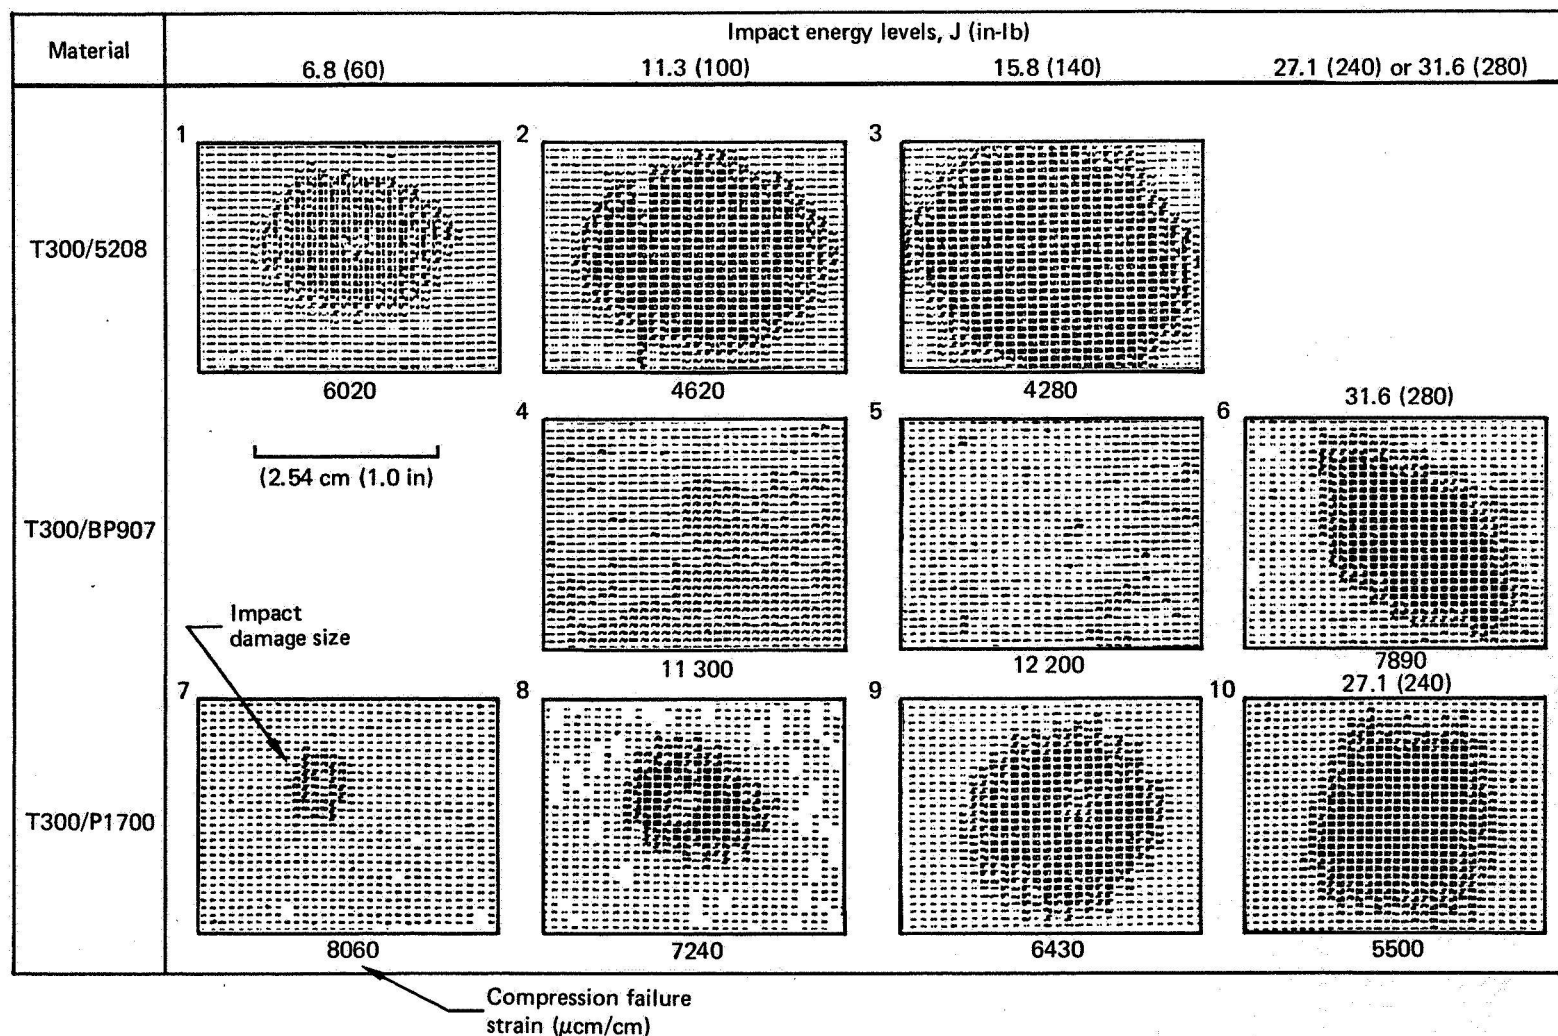 Material
Impact energy levels, J (in-lb)
6.8 (60) 11.3 (100) 15.8 (140) 27.1 (240) or 31.6 (280)
T300/5208
1 2 3
6020 4620 4280
(2.54 cm (1.0 in)
T300/BP907
31.6 (280)
4 5 6
11 300 12 200 7890
Impact
damage size
T300/P1700
27.1 (240)
7 8 9 10
8060 7240 6430 5500
Compression failure
strain (μcm/cm)